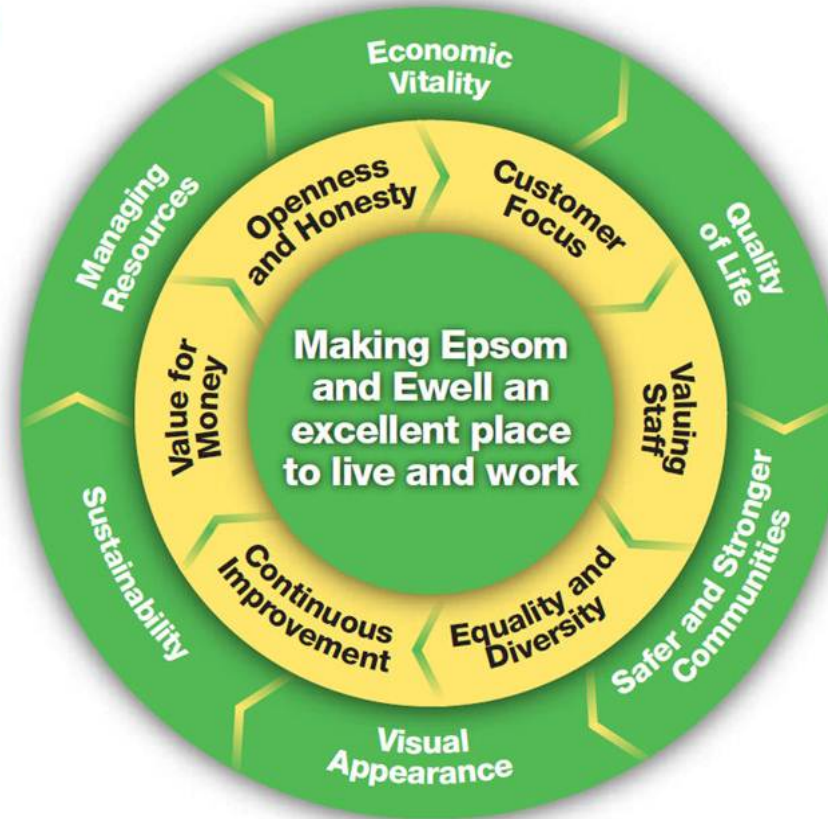 Economic
Vitality
Quality
of Life
Safer and Stronger
Communities
Visual
Appearance
Sustainability
Managing
Resources
Openness
and Honesty
Customer
Focus
Valuing
Staff
Equality and
Diversity
Continuous
Improvement
Value for
Money
Making Epsom
and Ewell an
excellent place
to live and work